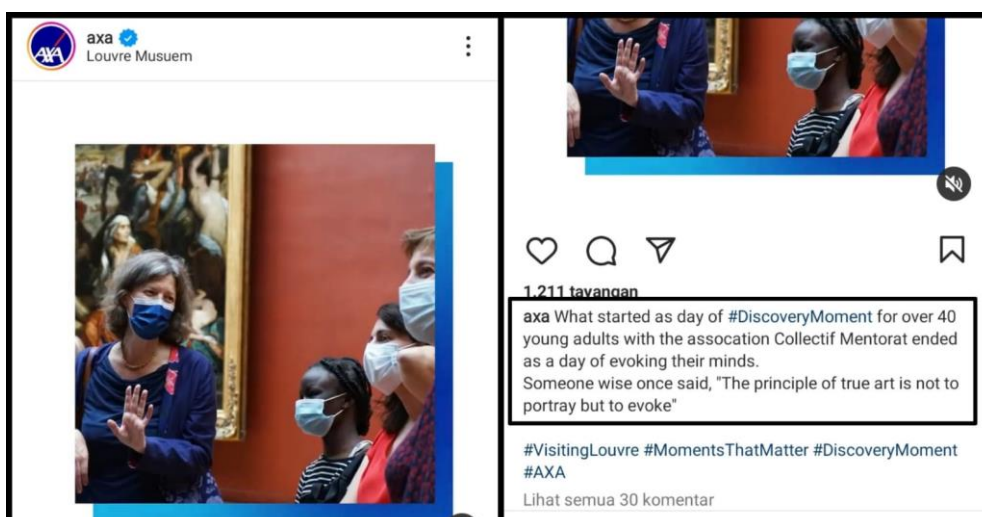 axa
Louvre Musuem
AXA
1.211 tayangan
axa What started as day of #DiscoveryMoment for over 40
young adults with the assocation Collectif Mentorat ended
as a day of evoking their minds.
Someone wise once said, "The principle of true art is not to
portray but to evoke"
#VisitingLouvre #MomentsThatMatter #DiscoveryMoment
#AXA
Lihat semua 30 komentar